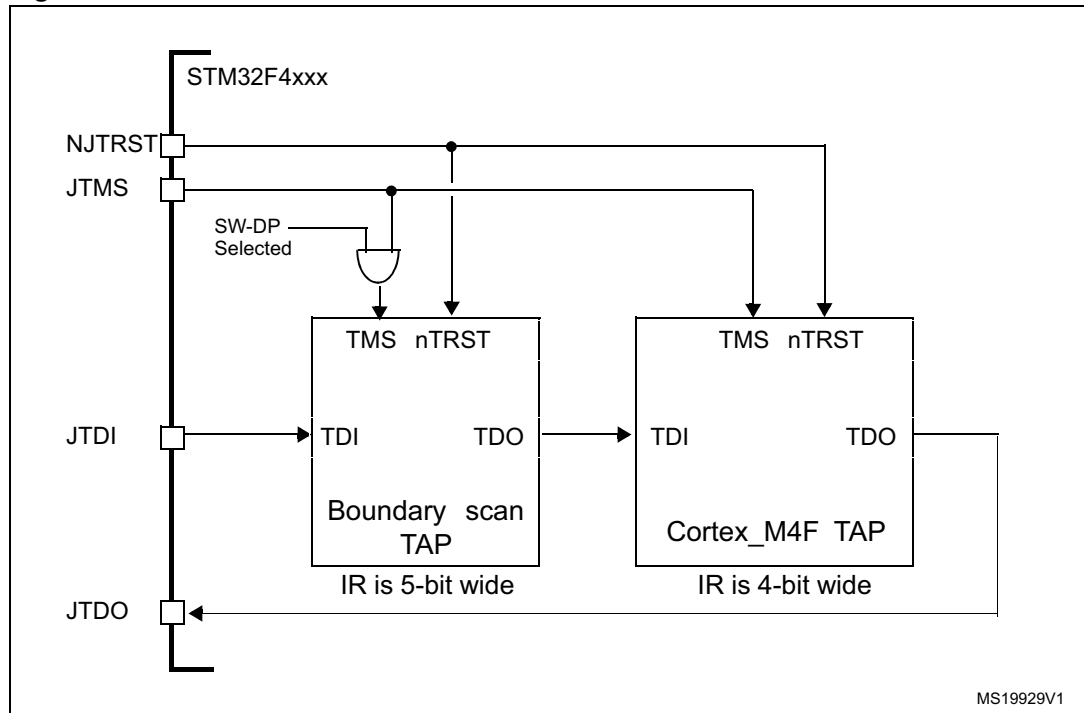 STM32F4xxx
NJTRST
JTMS
SW-DP
Selected
TMS nTRST
TMS nTRST
JTDI
TDI
TDO
TDI
TDO
Boundary scan
TAP
Cortex_M4F TAP
IR is 5-bit wide
IR is 4-bit wide
JTDO
MS19929V1